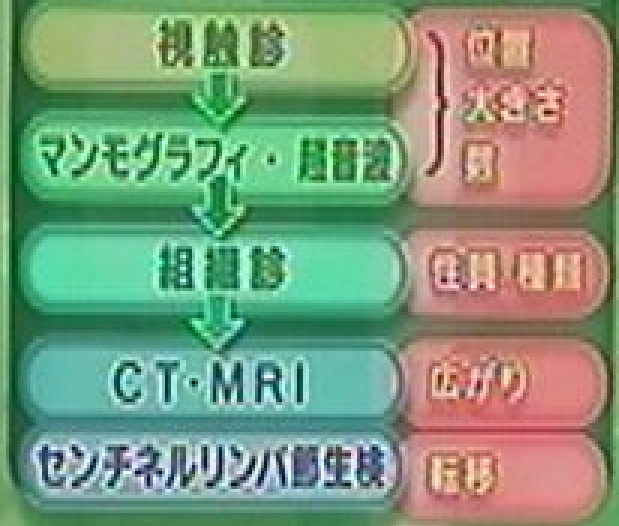 視触診
位置
大きさ
数
マンモグラフィ・超音波
組織診
性質・種類
CT・MRI
広がり
センチネルリンパ節生検
転移